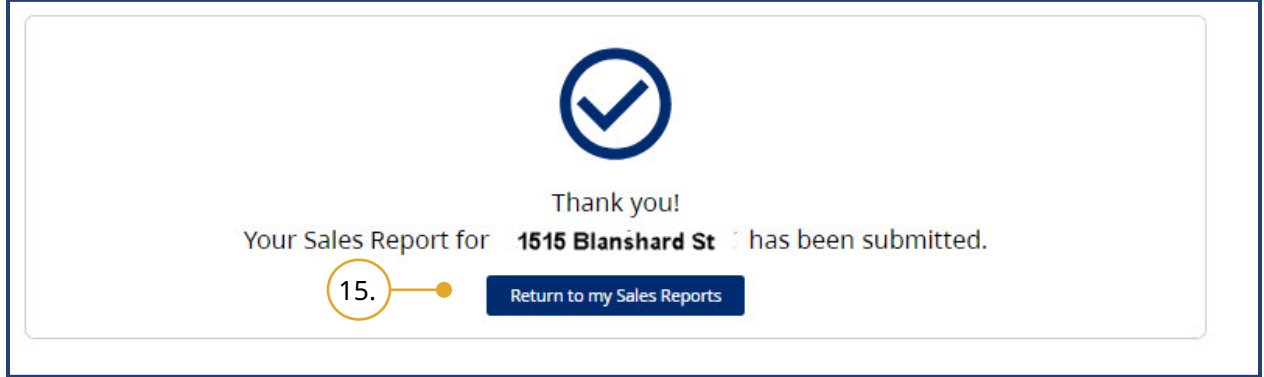 Thank you!
Your Sales Report for 1515 Blanshard St has been submitted.
15.
Return to my Sales Reports